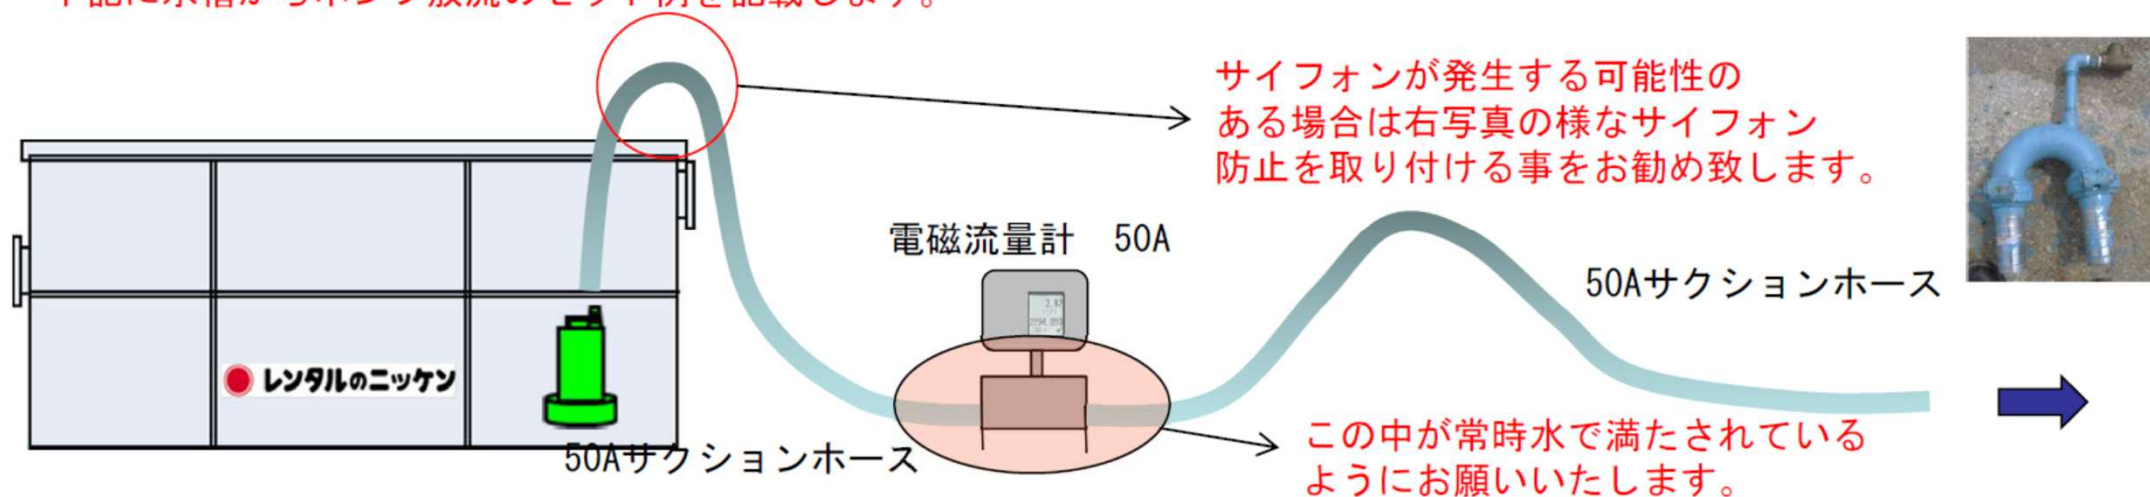 サイフォンが発生する可能性の
ある場合は右写真の様なサイフォン
防止を取り付ける事をお勧め致します。
電磁流量計　50A
50Aサクションホース
レンタルのニッケン
50Aサクションホース
この中が常時水で満たされている
ようにお願いいたします。